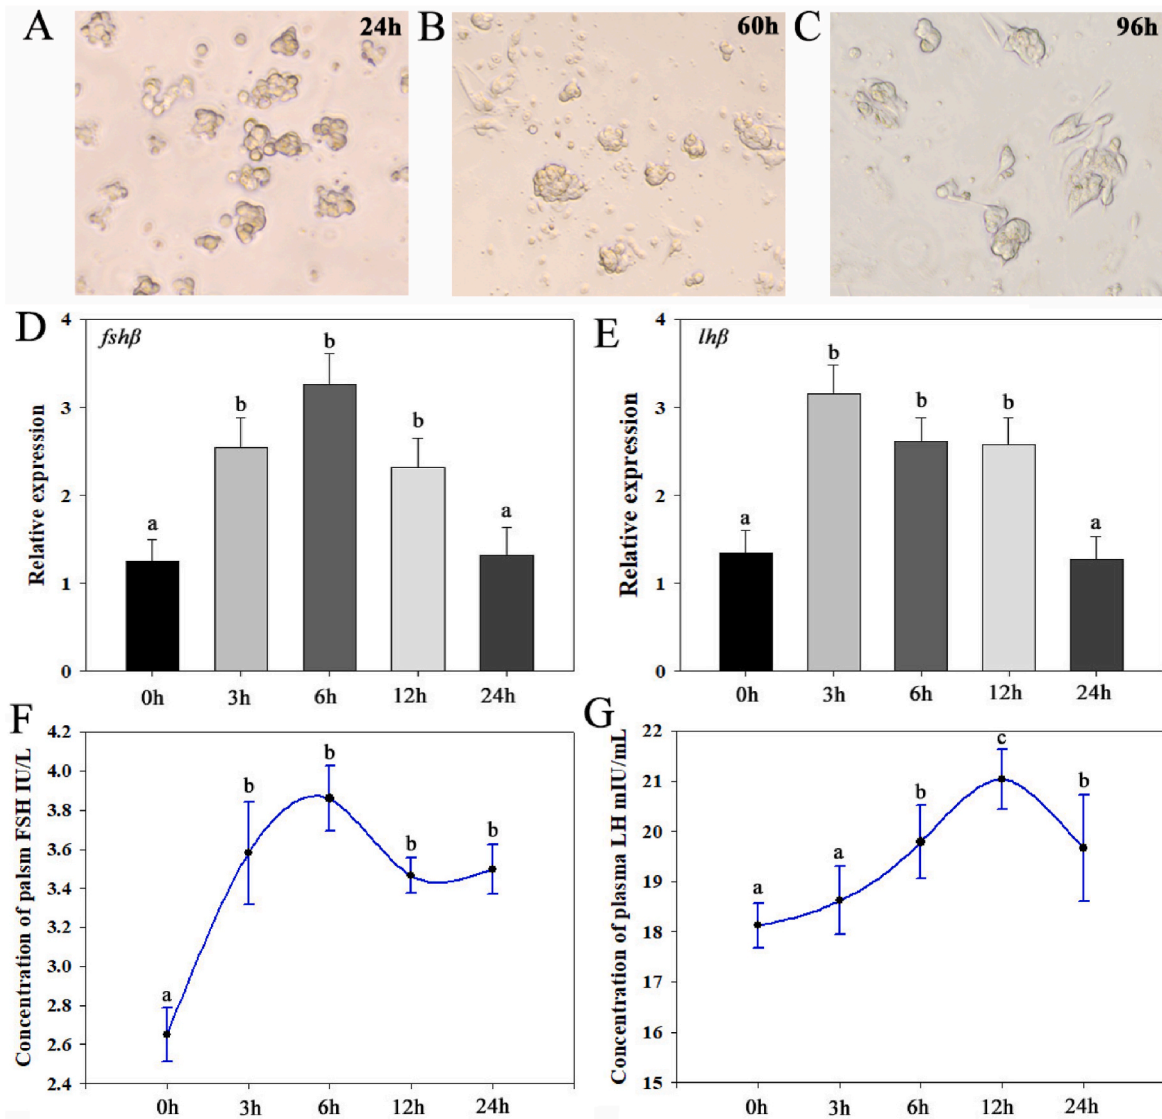 A
24h
B
60h
C
96h
D
fshβ
Relative expression
4
3
2
1
0
a
b
b
b
a
0h
3h
6h
12h
24h
E
lhβ
Relative expression
4
3
2
1
0
a
b
b
b
a
0h
3h
6h
12h
24h
F
Concentration of palsm FSH IU/L
4.2
4.0
3.8
3.6
3.4
3.2
3.0
2.8
2.6
2.4
a
b
b
b
b
0h
3h
6h
12h
24h
G
Concentration of plasma LH mIU/mL
22
21
20
19
18
17
16
15
a
a
b
c
b
0h
3h
6h
12h
24h